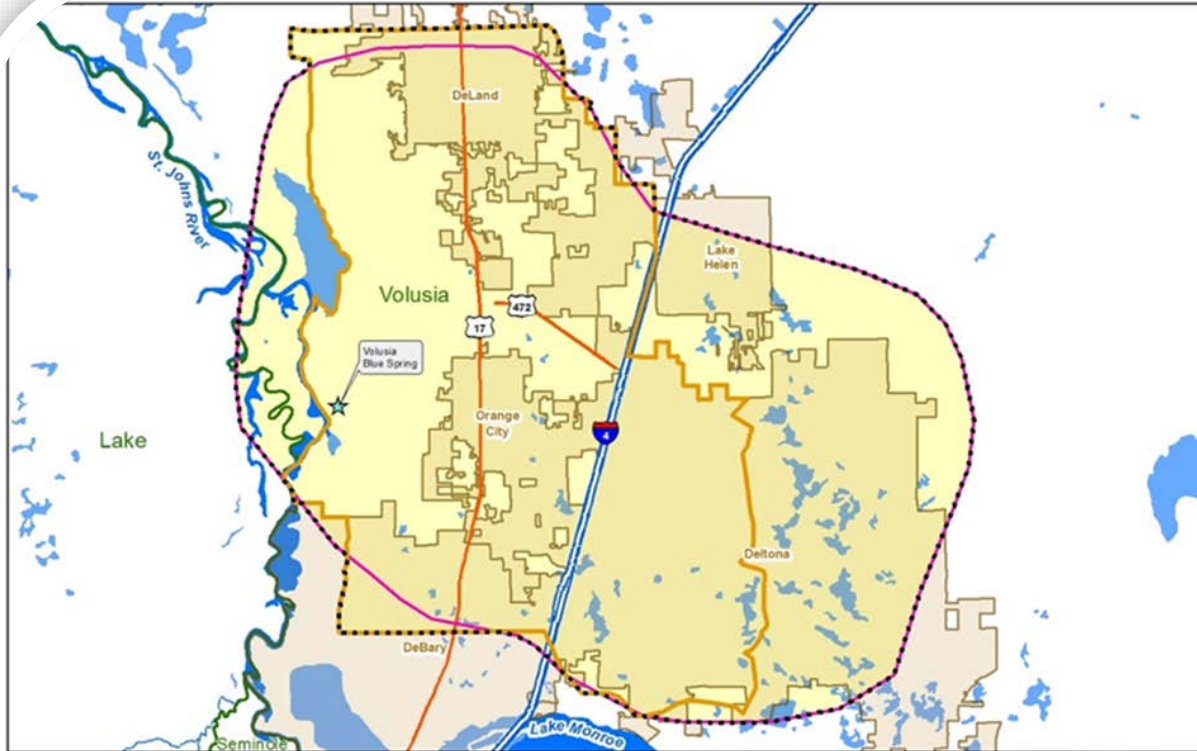 DeLand
St. Johns River
Lake
Helen
Volusia
472
17
Volusia
Blue Spring
Orange
City
4
Lake
Deltona
DeBary
Lake Monroe
Seminole